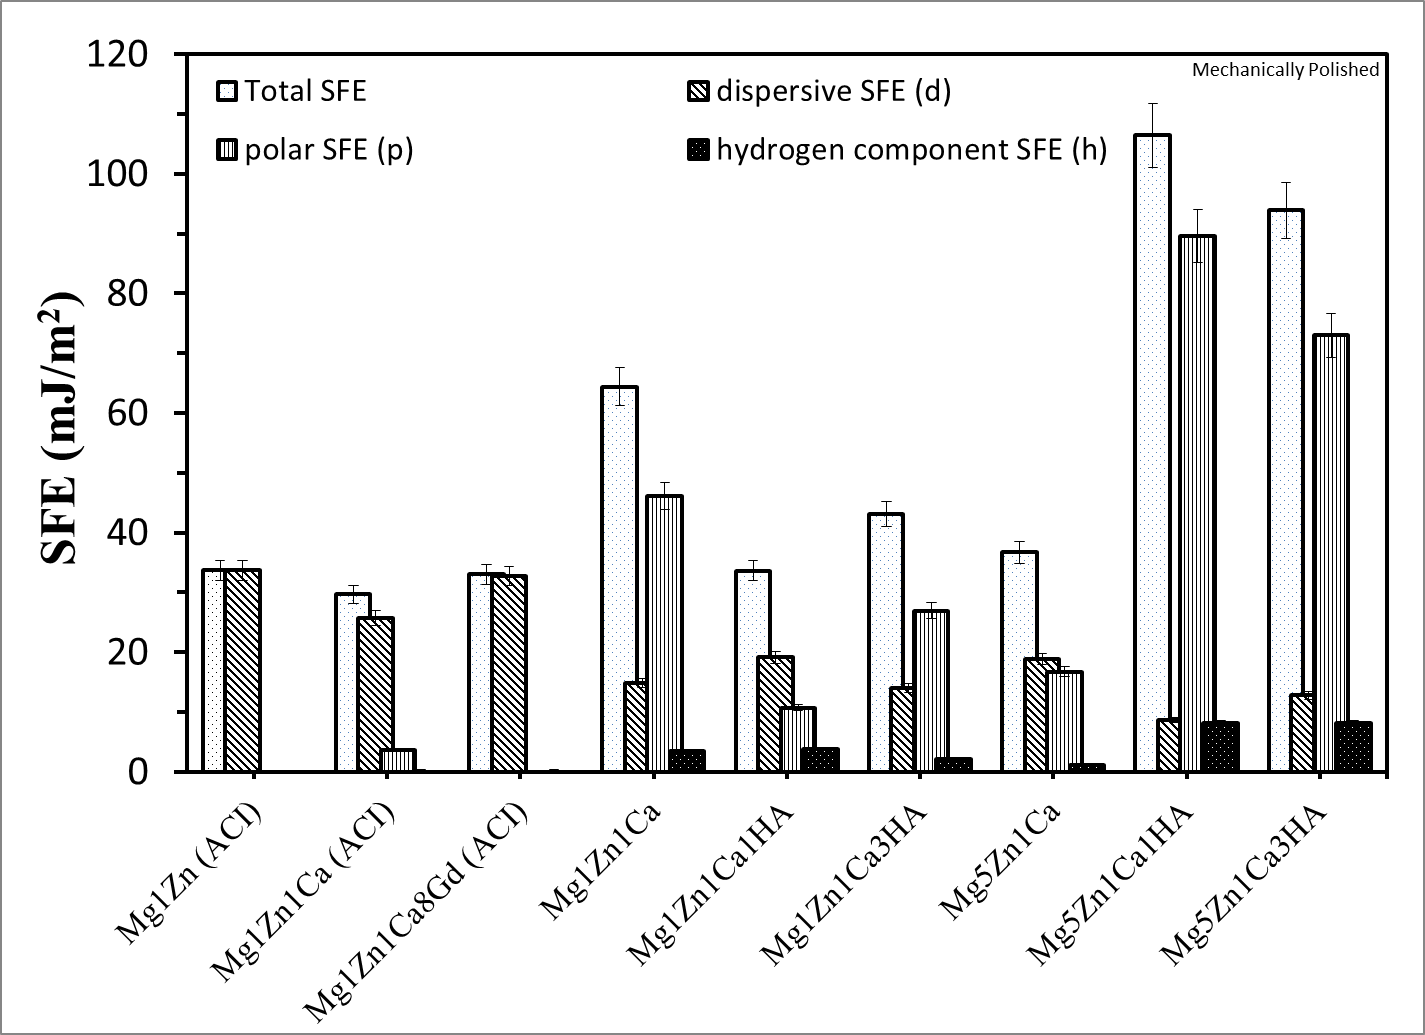 Mechanically Polished
Total SFE
dispersive SFE (d)
polar SFE (p)
hydrogen component SFE (h)
SFE (mJ/m²)
120
100
80
60
40
20
0
Mg1Zn (ACI)
Mg1Zn1Ca (ACI)
Mg1Zn1Ca8Gd (ACI)
Mg1Zn1Ca
Mg1Zn1Ca1HA
Mg1Zn1Ca3HA
Mg5Zn1Ca
Mg5Zn1Ca1HA
Mg5Zn1Ca3HA